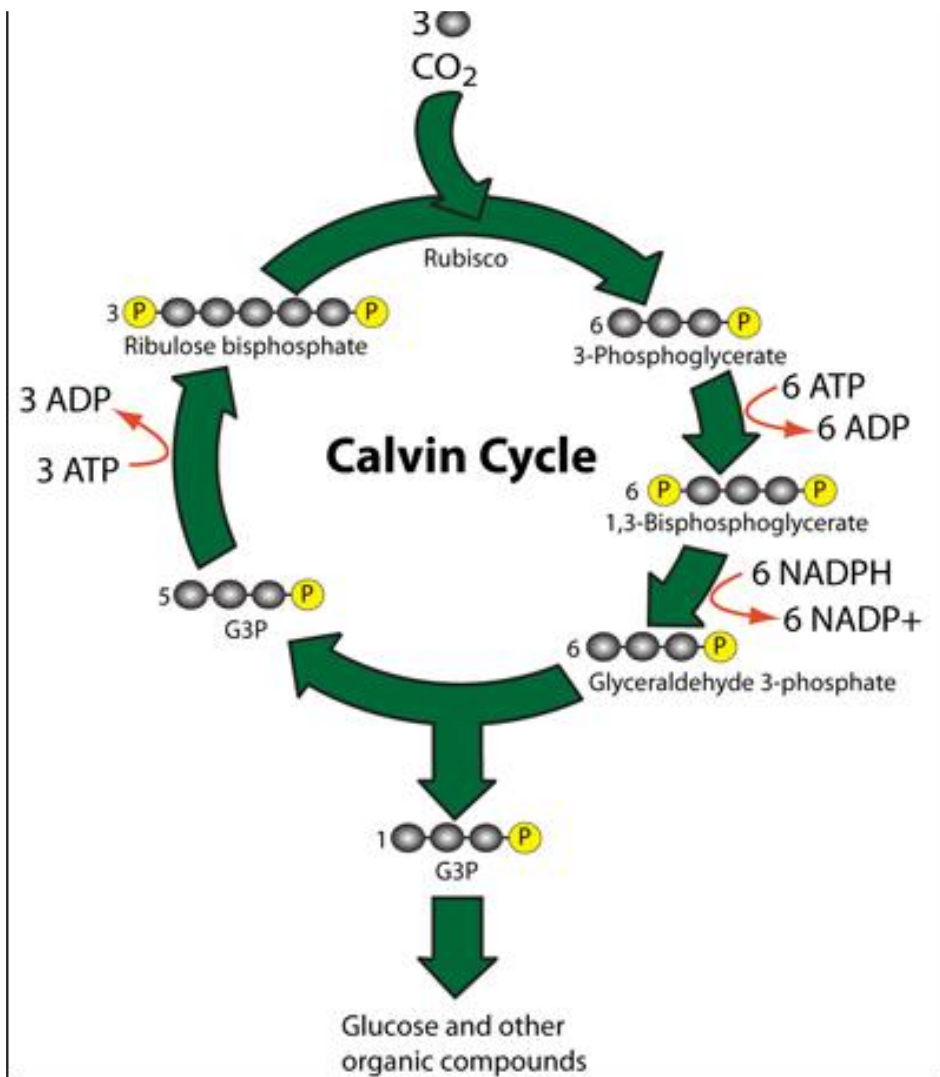 3
CO2
Rubisco
3 P P
Ribulose bisphosphate
6 P
3-Phosphoglycerate
3 ADP
3 ATP
6 ATP
6 ADP
Calvin Cycle
6 P P
1,3-Bisphosphoglycerate
6 NADPH
6 NADP+
5 P
G3P
6 P
Glyceraldehyde 3-phosphate
1 P
G3P
Glucose and other
organic compounds